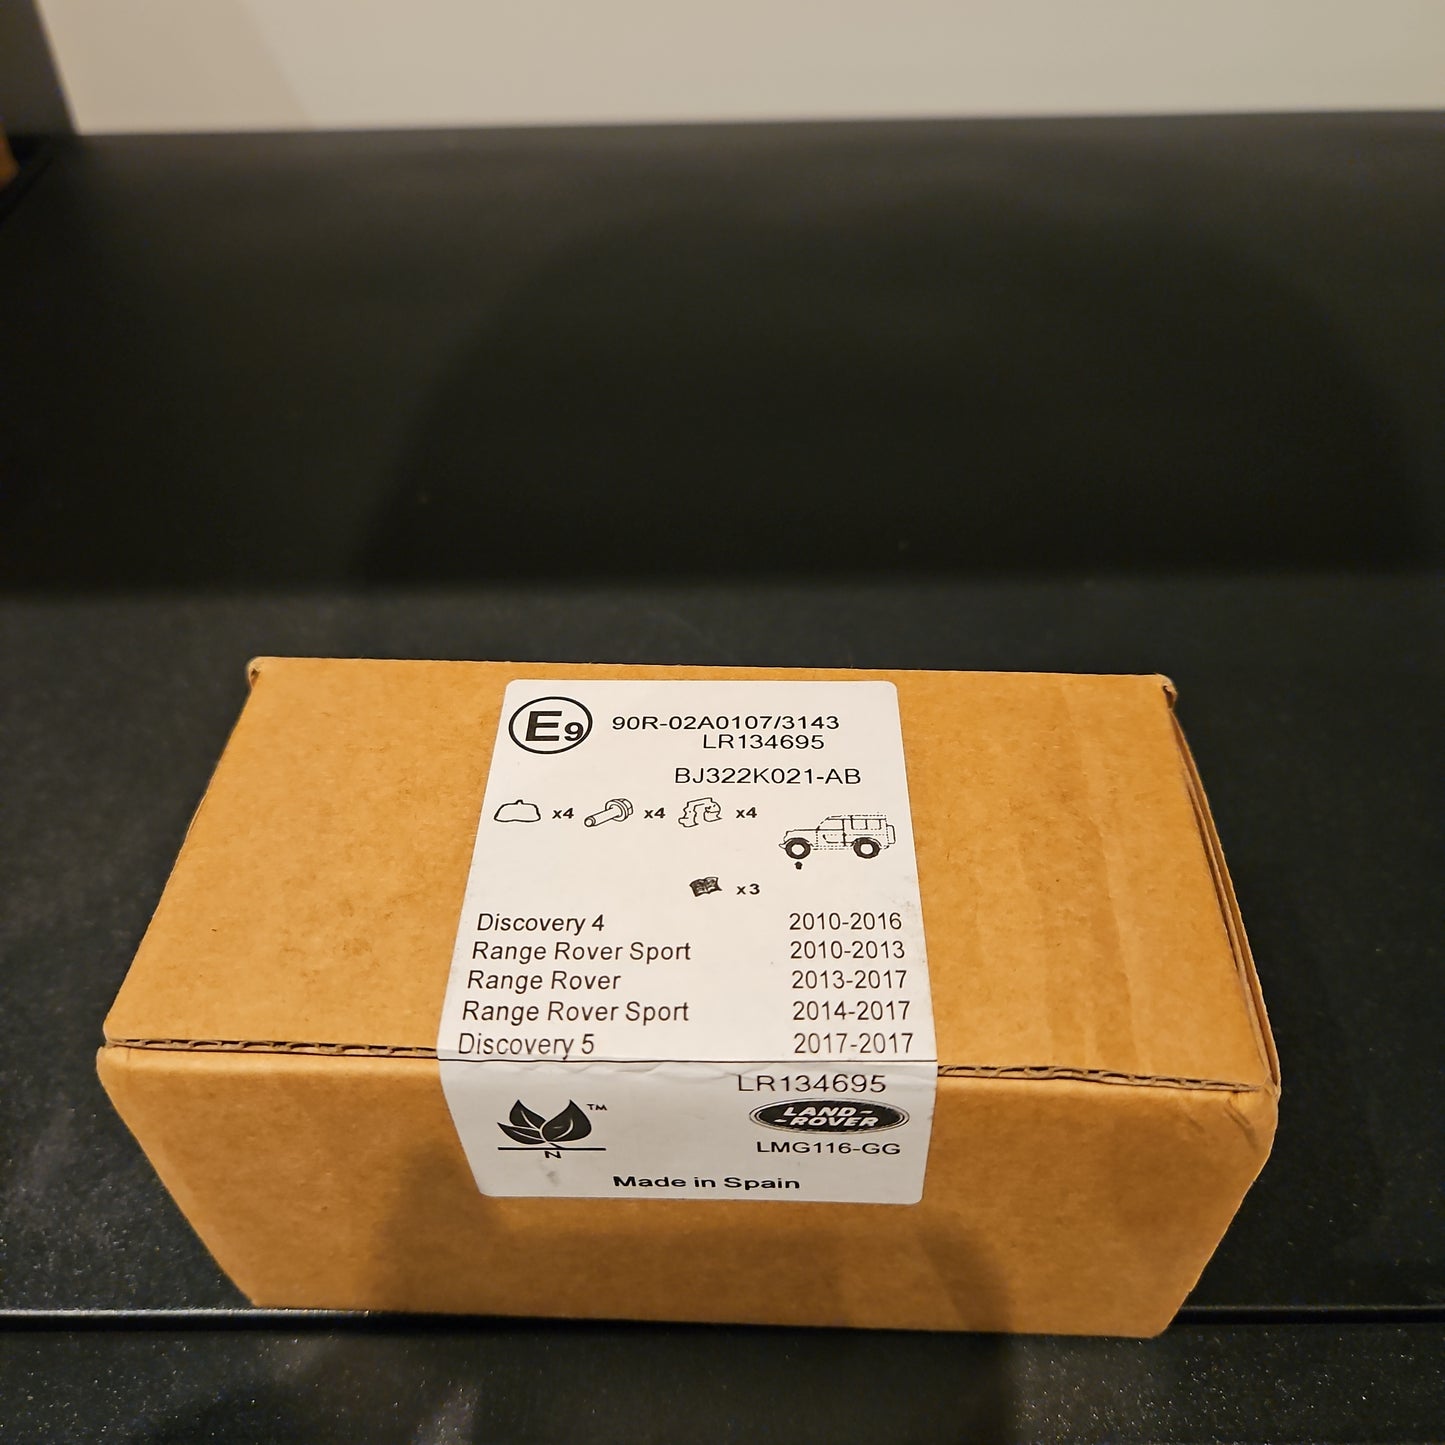 E9 90R-02A0107/3143
LR134695
BJ322K021-AB
x4 x4 x4
x3
Discovery 4 2010-2016
Range Rover Sport 2010-2013
Range Rover 2013-2017
Range Rover Sport 2014-2017
Discovery 5 2017-2017
LR134695
TM
LAND-
-ROVER
N
LMG116-GG
Made in Spain